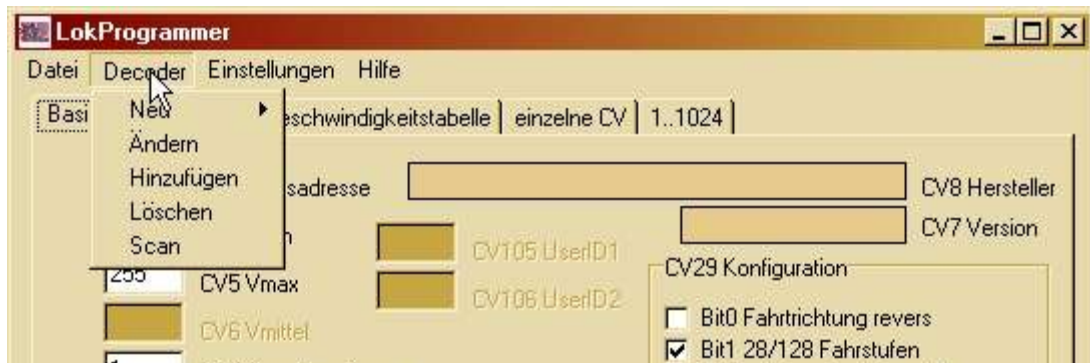 LokProgrammer
Datei Decoder Einstellungen Hilfe
Basi eschwindigkeitstabelle einzelne CV 1..1024
Neu
Ändern
Hinzufügen
Löschen
Scan
sadresse CV8 Hersteller
CV7 Version
CV105 UserID1
CV106 UserID2
255 CV5 Vmax
CV6 Vmittel
CV29 Konfiguration
Bit0 Fahrtrichtung revers
Bit1 28/128 Fahrstufen